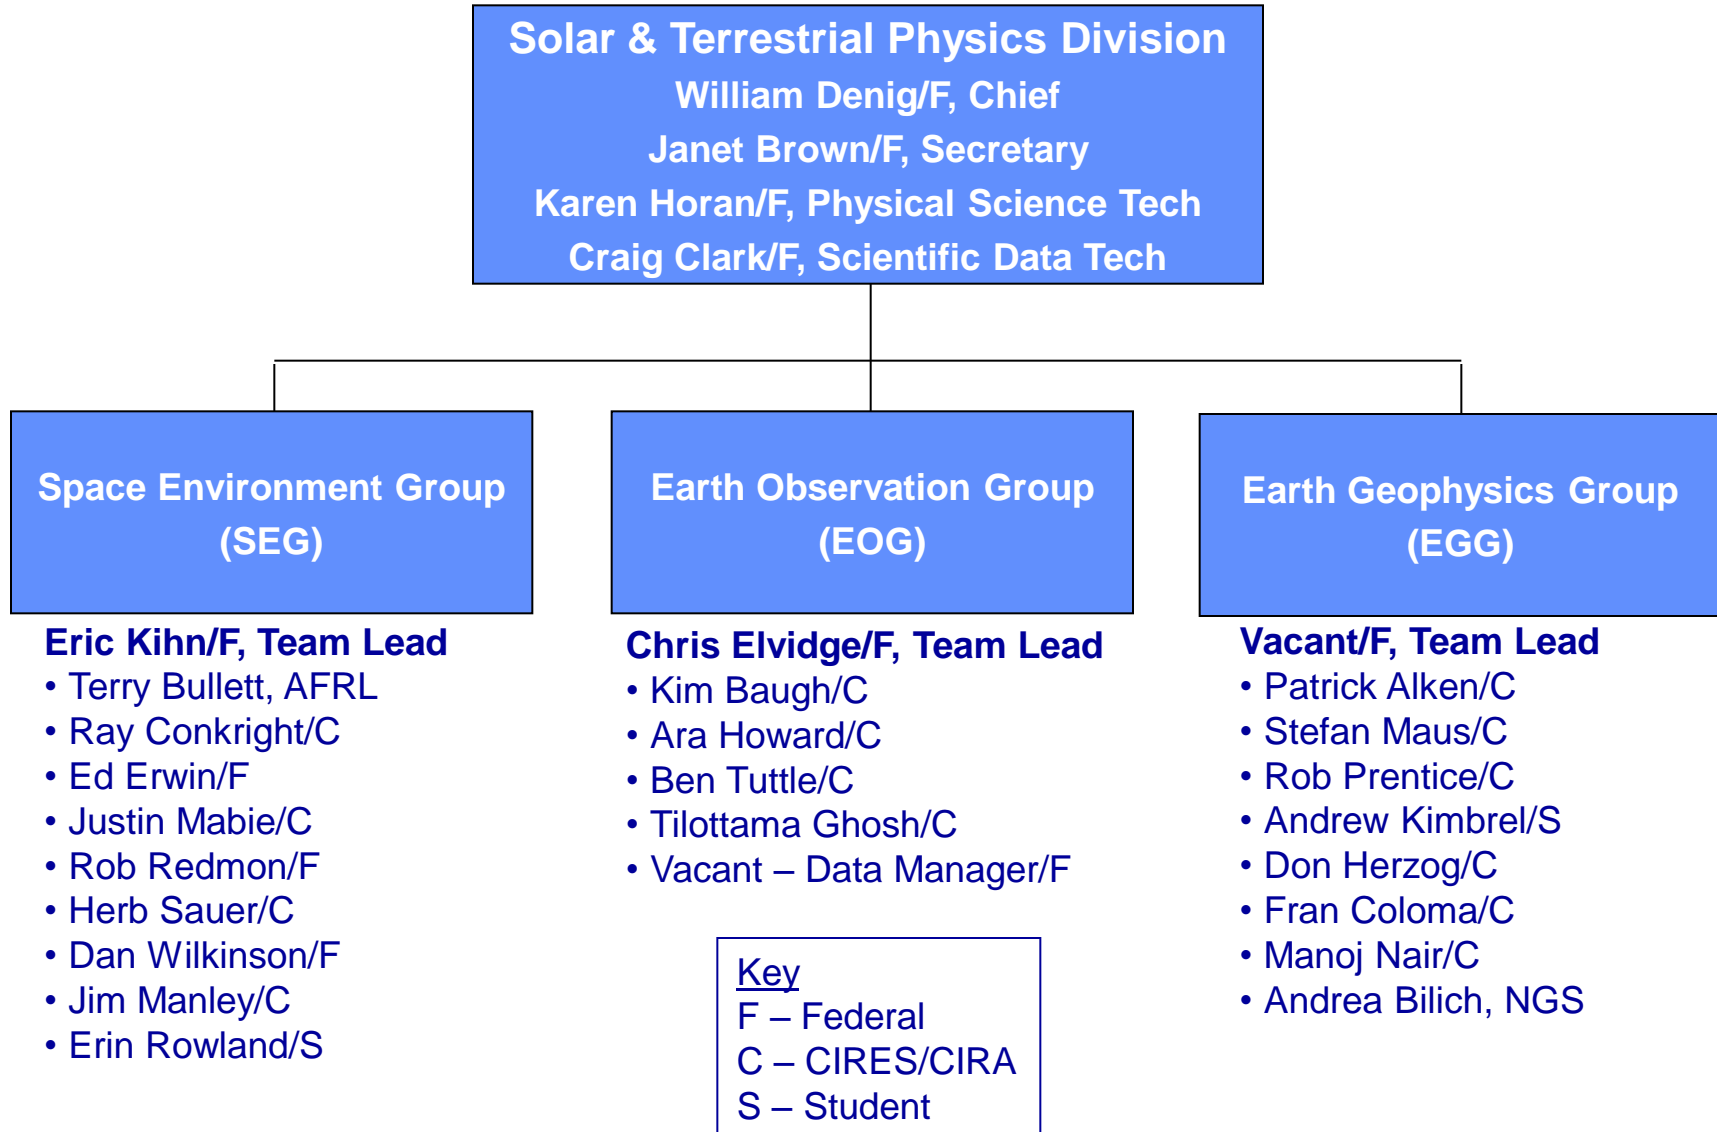 Solar & Terrestrial Physics Division
William Denig/F, Chief
Janet Brown/F, Secretary
Karen Horan/F, Physical Science Tech
Craig Clark/F, Scientific Data Tech
Space Environment Group
(SEG)
Eric Kihn/F, Team Lead
• Terry Bullett, AFRL
• Ray Conkright/C
• Ed Erwin/F
• Justin Mabie/C
• Rob Redmon/F
• Herb Sauer/C
• Dan Wilkinson/F
• Jim Manley/C
• Erin Rowland/S
Earth Observation Group
(EOG)
Chris Elvidge/F, Team Lead
• Kim Baugh/C
• Ara Howard/C
• Ben Tuttle/C
• Tilottama Ghosh/C
• Vacant – Data Manager/F
Earth Geophysics Group
(EGG)
Vacant/F, Team Lead
• Patrick Alken/C
• Stefan Maus/C
• Rob Prentice/C
• Andrew Kimbrel/S
• Don Herzog/C
• Fran Coloma/C
• Manoj Nair/C
• Andrea Bilich, NGS
Key
F – Federal
C – CIRES/CIRA
S – Student